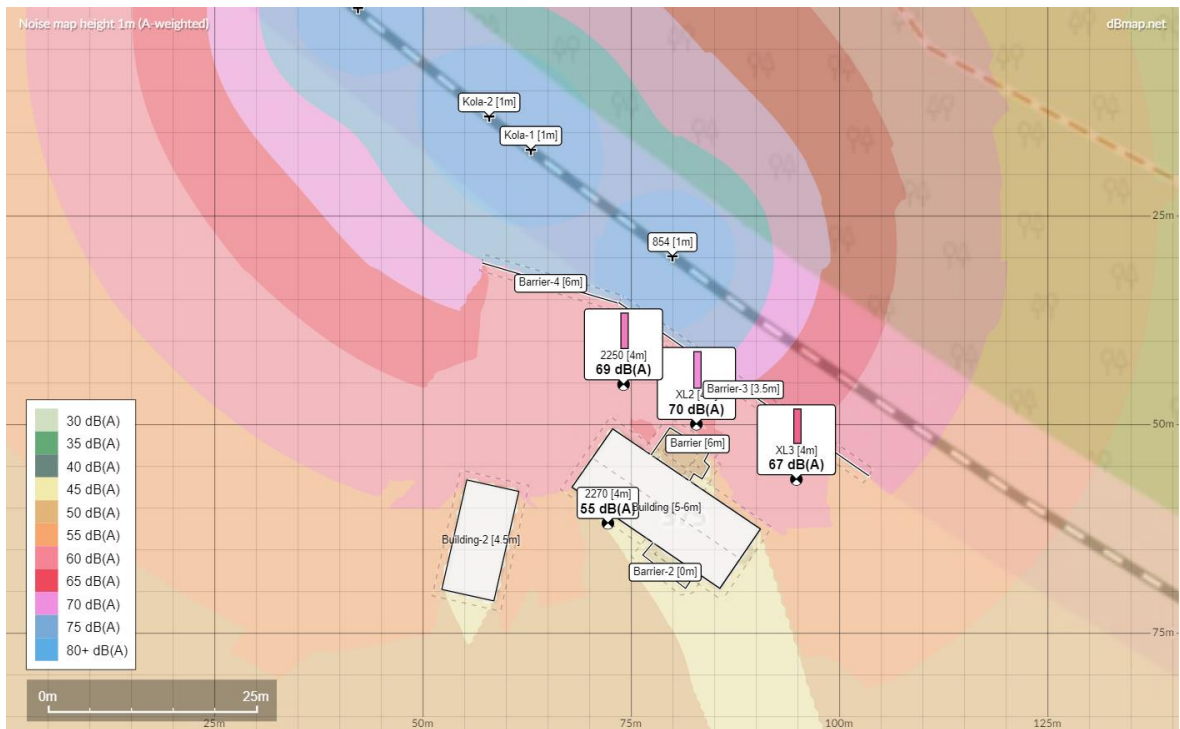 Noise map height 1m (A-weighted)
dBmap.net
Kola-2 [1m]
Kola-1 [1m]
854 [1m]
25m
Barrier-4 [6m]
2250 [4m]
69 dB(A)
XL2 [4
70 dB(A)
Barrier-3 [3.5m]
XL3 [4m]
67 dB(A)
50m
Barrier [6m]
2270 [4m]
55 dB(A)
Building [5-6m]
Building-2 [4.5m]
Barrier-2 [0m]
75m
30 dB(A)
35 dB(A)
40 dB(A)
45 dB(A)
50 dB(A)
55 dB(A)
60 dB(A)
65 dB(A)
70 dB(A)
75 dB(A)
80+ dB(A)
0m 25m
25m 50m 75m 100m 125m